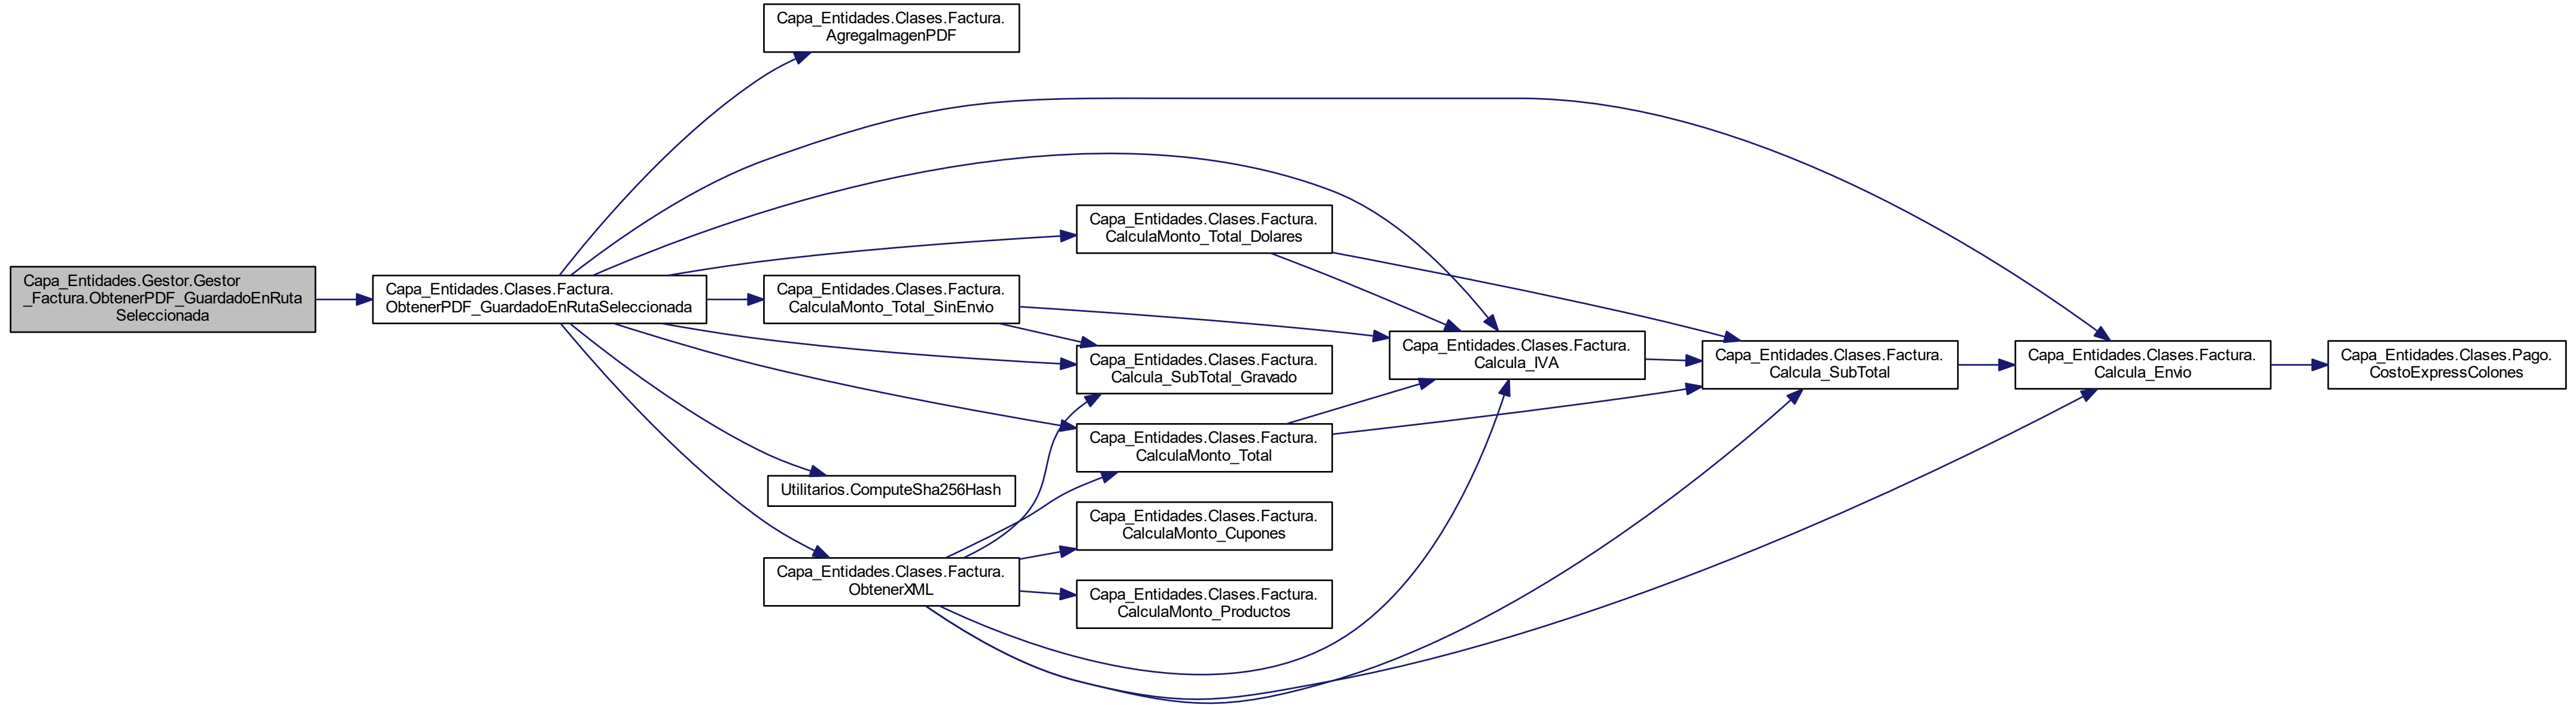 Capa_Entidades.Clases.Factura.
AgregaImagenPDF
Capa_Entidades.Gestor.Gestor
_Factura.ObtenerPDF_GuardadoEnRuta
Seleccionada
Capa_Entidades.Clases.Factura.
ObtenerPDF_GuardadoEnRutaSeleccionada
Capa_Entidades.Clases.Factura.
CalculaMonto_Total_SinEnvio
Utilitarios.ComputeSha256Hash
Capa_Entidades.Clases.Factura.
ObtenerXML
Capa_Entidades.Clases.Factura.
CalculaMonto_Total_Dolares
Capa_Entidades.Clases.Factura.
Calcula_SubTotal_Gravado
Capa_Entidades.Clases.Factura.
CalculaMonto_Total
Capa_Entidades.Clases.Factura.
CalculaMonto_Cupones
Capa_Entidades.Clases.Factura.
CalculaMonto_Productos
Capa_Entidades.Clases.Factura.
Calcula_IVA
Capa_Entidades.Clases.Factura.
Calcula_SubTotal
Capa_Entidades.Clases.Factura.
Calcula_Envio
Capa_Entidades.Clases.Pago.
CostoExpressColones